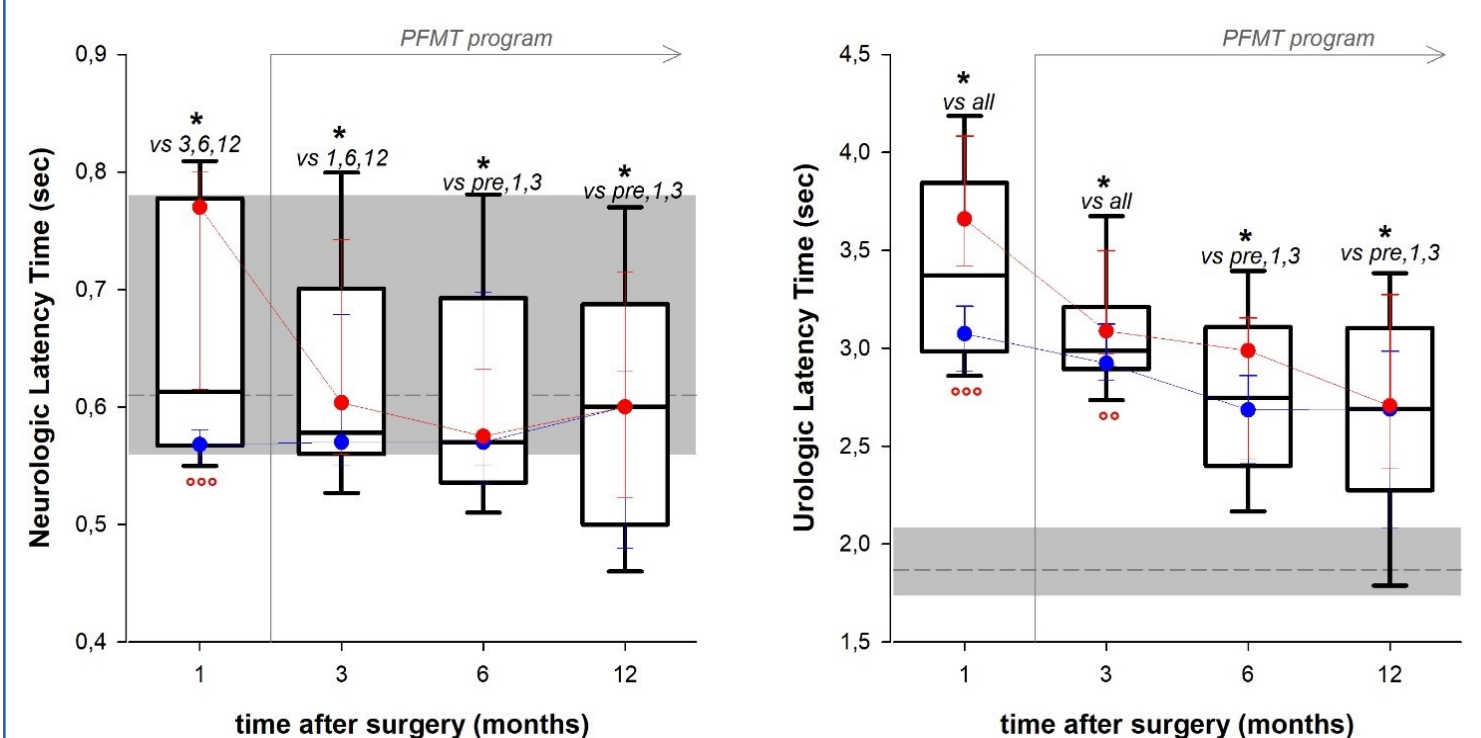 PFMT program
0,9
0,8
0,7
0,6
0,5
0,4
Neurologic Latency Time (sec)
*
vs 3,6,12
*
vs 1,6,12
*
vs pre,1,3
*
vs pre,1,3
°°°
1 3 6 12
time after surgery (months)
PFMT program
4,5
4,0
3,5
3,0
2,5
2,0
1,5
Urologic Latency Time (sec)
*
vs all
*
vs all
*
vs pre,1,3
*
vs pre,1,3
°°°
°°
1 3 6 12
time after surgery (months)